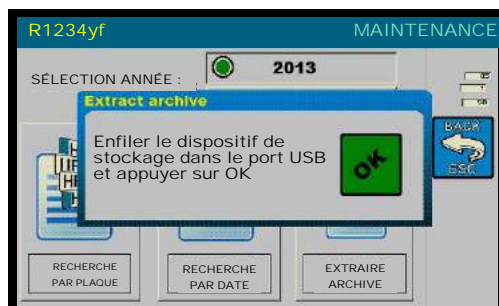 R1234yf
MAINTENANCE
SÉLECTION ANNÉE :
2013
Extract archive
Enfiler le dispositif de
stockage dans le port USB
et appuyer sur OK
OK
BACK
ESC
RECHERCHE
PAR PLAQUE
RECHERCHE
PAR DATE
EXTRAIRE
ARCHIVE